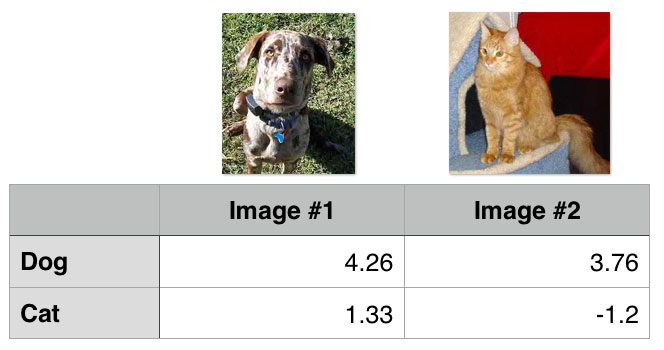 Image #1 Image #2
Dog 4.26 3.76
Cat 1.33 -1.2